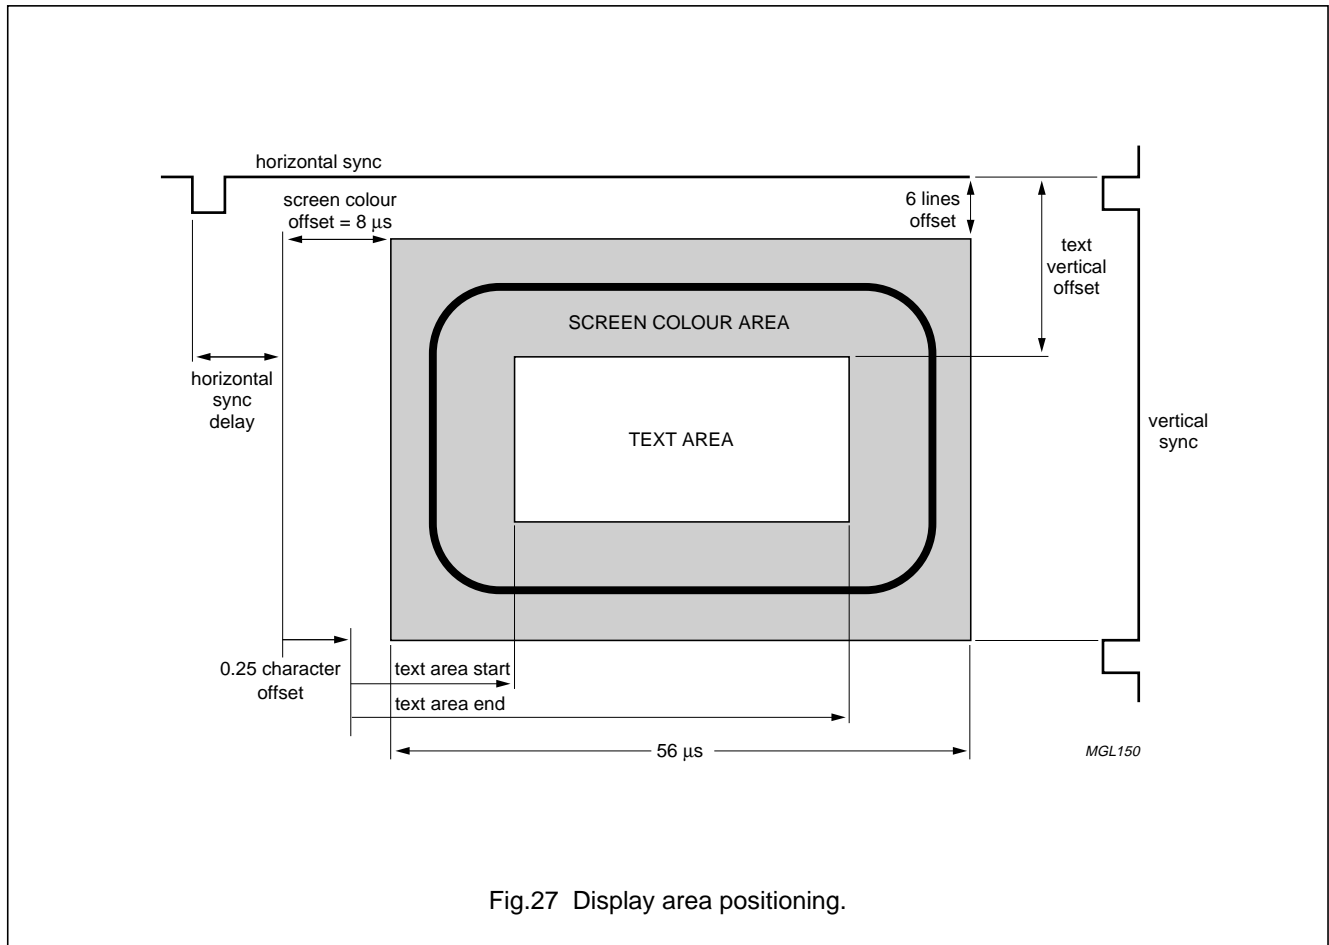 horizontal sync
screen colour
offset = 8 μs
6 lines
offset
text
vertical
offset
SCREEN COLOUR AREA
horizontal
sync
delay
TEXT AREA
vertical
sync
0.25 character
offset
text area start
text area end
56 μs
MGL150
Fig.27 Display area positioning.